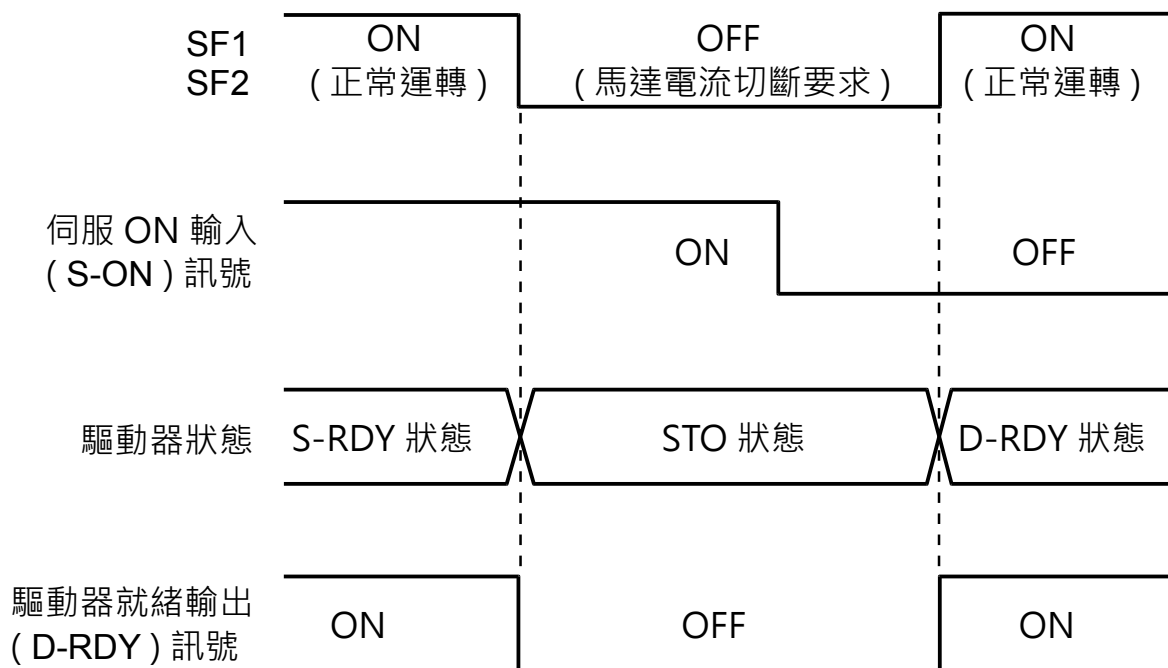 SF1
SF2
ON
( 正常運轉 )
OFF
( 馬達電流切斷要求 )
ON
( 正常運轉 )
伺服 ON 輸入
( S-ON ) 訊號
ON
OFF
驅動器狀態
S-RDY 狀態
STO 狀態
D-RDY 狀態
驅動器就緒輸出
( D-RDY ) 訊號
ON
OFF
ON